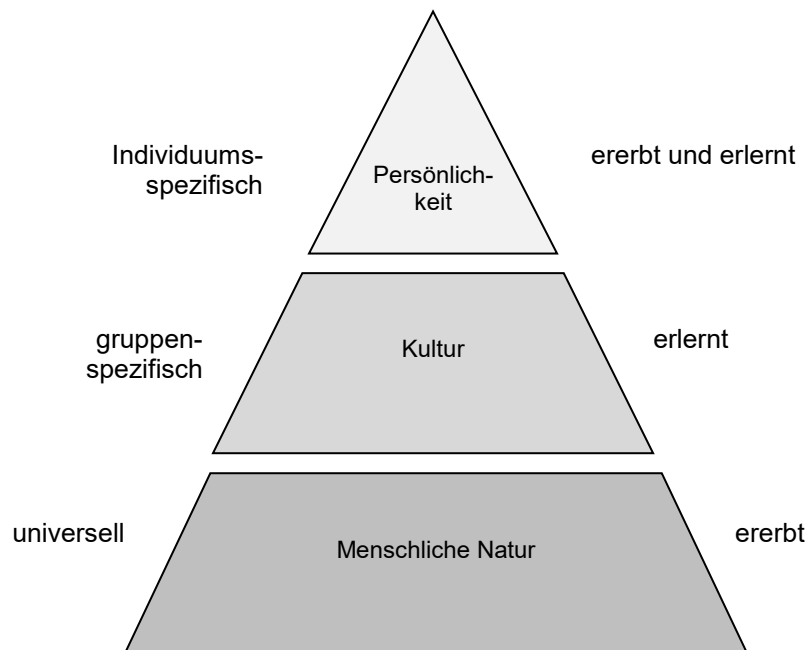 Individuums-
spezifisch
Persönlich-
keit
ererbt und erlernt
gruppen-
spezifisch
Kultur
erlernt
universell
Menschliche Natur
ererbt